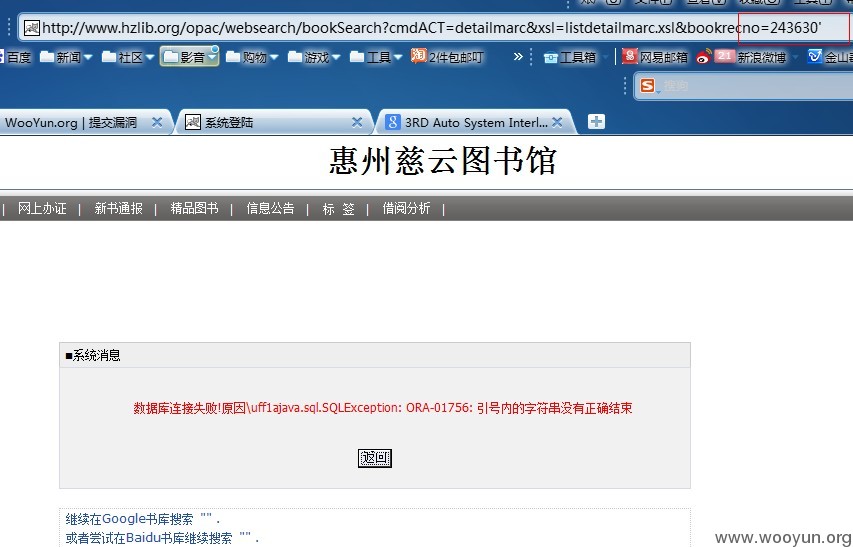 http://www.hzlib.org/opac/websearch/bookSearch?cmdACT=detailmarc&xsl=listdetailmarc.xsl&bookrecno=243630'
百度 新闻 社区 影音 购物 游戏 工具 淘 2件包邮叮 » 工具箱 网易邮箱 21 新浪微博
S 搜狗
WooYun.org | 提交漏洞 系统登陆 8 3RD Auto System Interl...
惠州慈云图书馆
| 网上办证 | 新书通报 | 精品图书 | 信息公告 | 标 签 | 借阅分析 |
■系统消息
数据库连接失败!原因\uff1ajava.sql.SQLException: ORA-01756: 引号内的字符串没有正确结束
返回
继续在Google书库搜索 "" .
或者尝试在Baidu书库继续搜索 "" .
www.wooyun.org